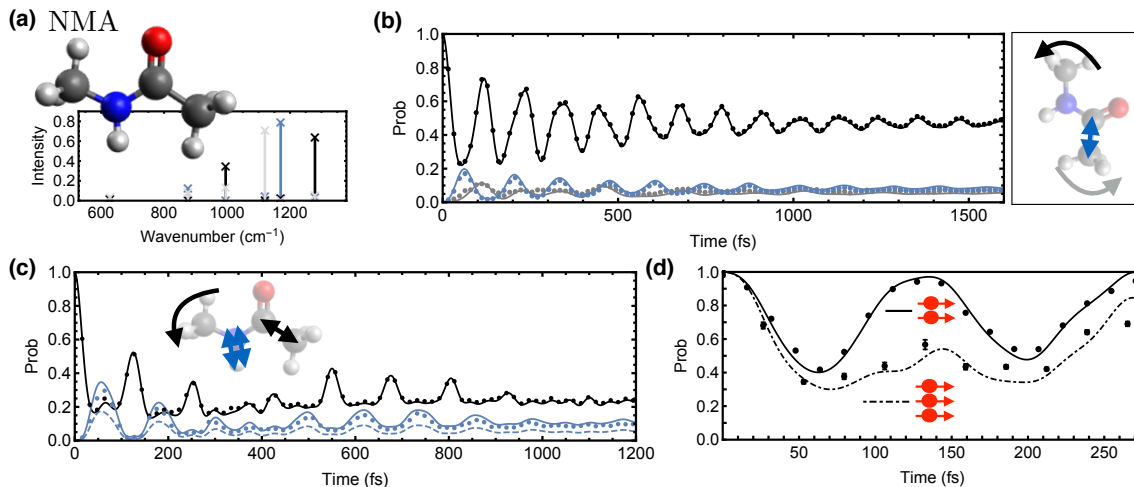 (a) NMA
Intensity
0.8
0.6
0.4
0.2
0.0
600 800 1000 1200
Wavenumber (cm⁻¹)
(b)
Prob
1.0
0.8
0.6
0.4
0.2
0.0
0 500 1000 1500
Time (fs)
(c)
Prob
1.0
0.8
0.6
0.4
0.2
0.0
0 200 400 600 800 1000 1200
Time (fs)
(d)
Prob
1.0
0.8
0.6
0.4
0.2
0.0
50 100 150 200 250
Time (fs)